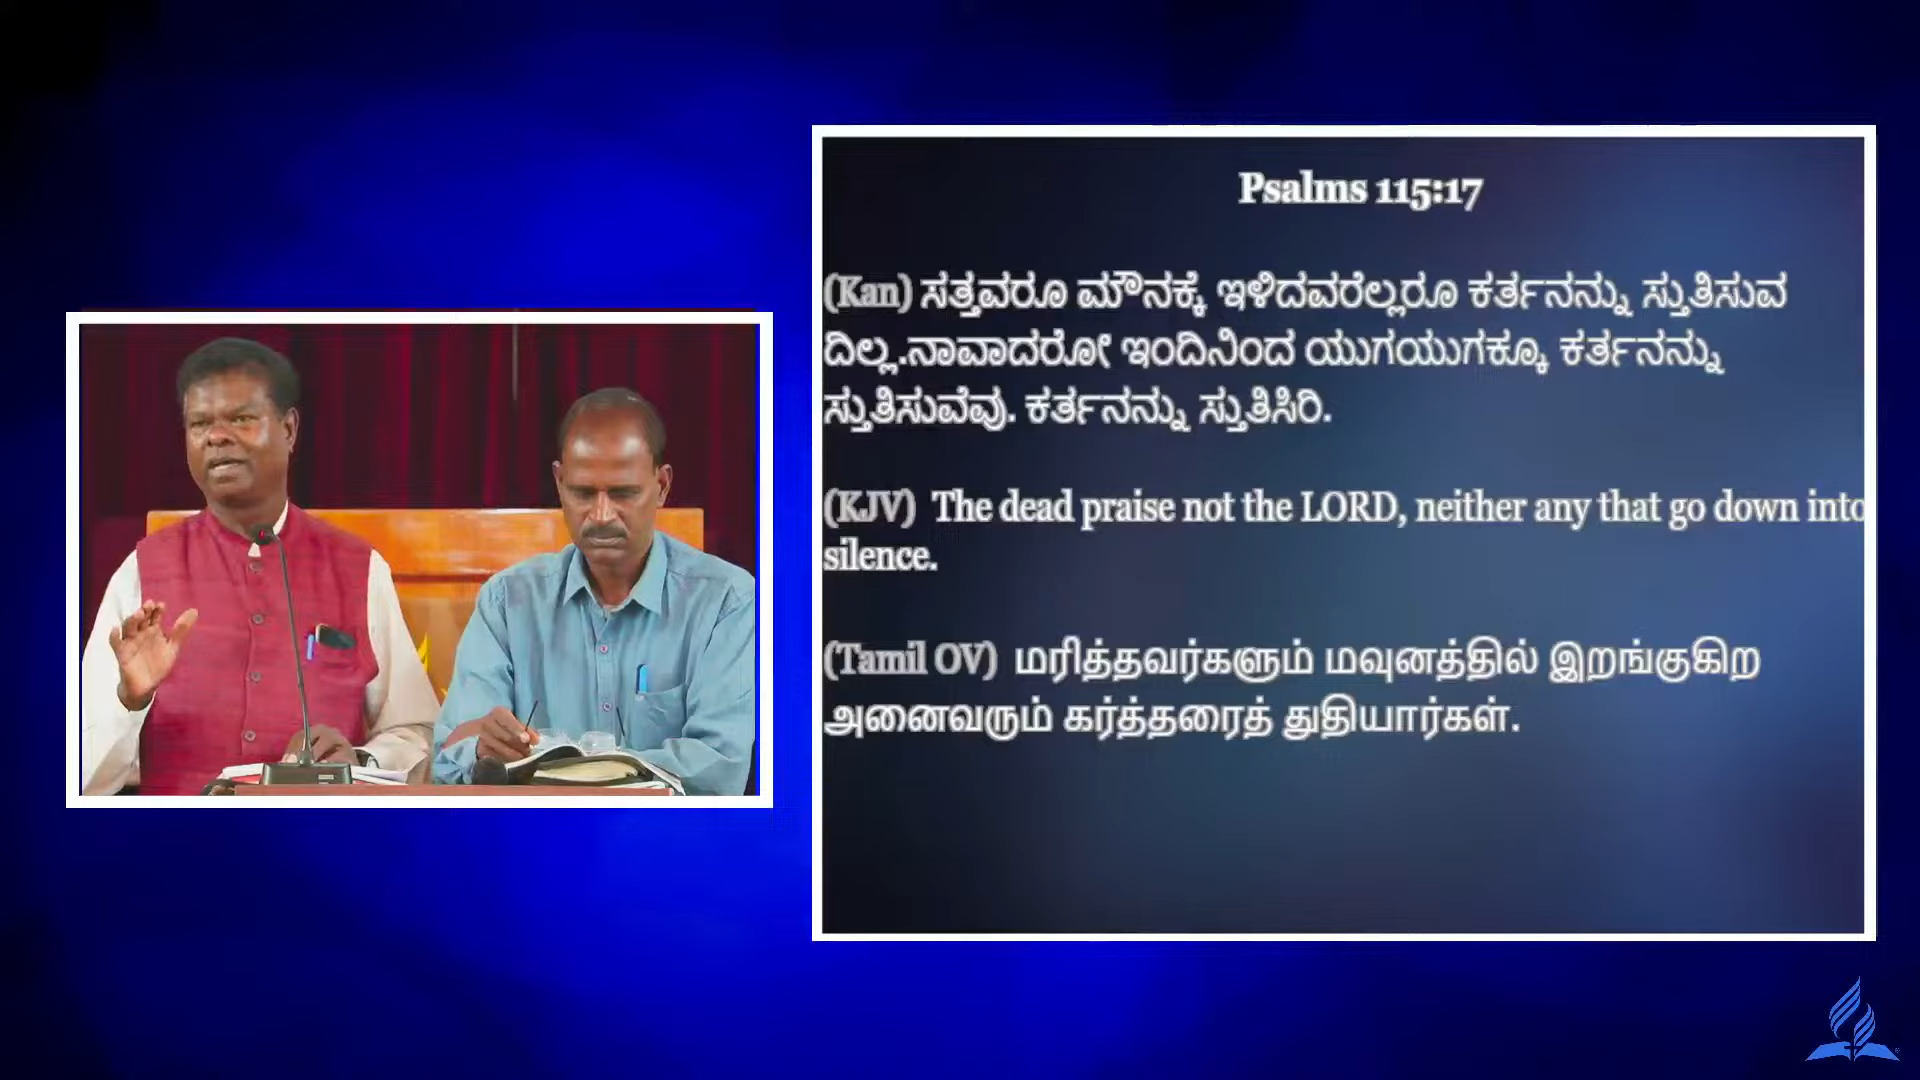 Psalms 115:17
(Kan) ಸತ್ತವರೂ ಮೌನಕ್ಕೆ ಇಳಿದವರೆಲ್ಲರೂ ಕರ್ತನನ್ನು ಸ್ತುತಿಸುವ
ದಿಲ್ಲ.ನಾವಾದರೋ ಇಂದಿನಿಂದ ಯುಗಯುಗಕ್ಕೂ ಕರ್ತನನ್ನು
ಸ್ತುತಿಸುವೆವು. ಕರ್ತನನ್ನು ಸ್ತುತಿಸಿರಿ.
(KJV) The dead praise not the LORD, neither any that go down into
silence.
(Tamil OV) மரித்தவர்களும் மவுனத்தில் இறங்குகிற
அனைவரும் கர்த்தரைத் துதியார்கள்.